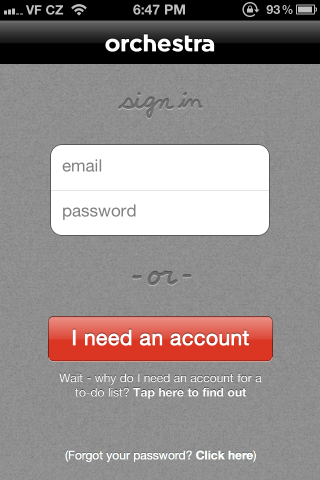 VF CZ 6:47 PM 93%
orchestra
sign in
email
password
-or-
I need an account
Wait - why do I need an account for a
to-do list? Tap here to find out
(Forgot your password? Click here)